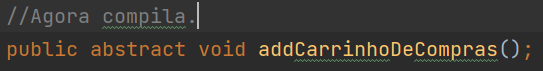 //Agora compila.
public abstract void addCarrinhoDeCompras();